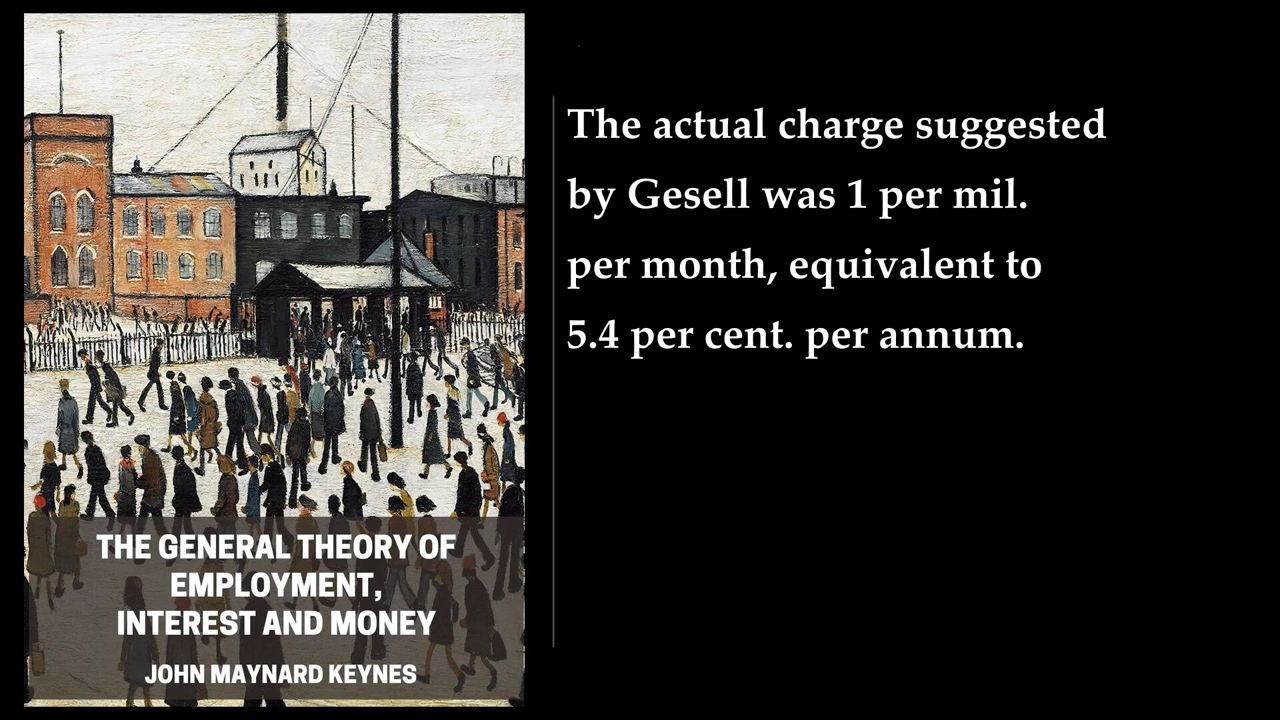 THE GENERAL THEORY OF
EMPLOYMENT,
INTEREST AND MONEY
JOHN MAYNARD KEYNES
The actual charge suggested
by Gesell was 1 per mil.
per month, equivalent to
5.4 per cent. per annum.